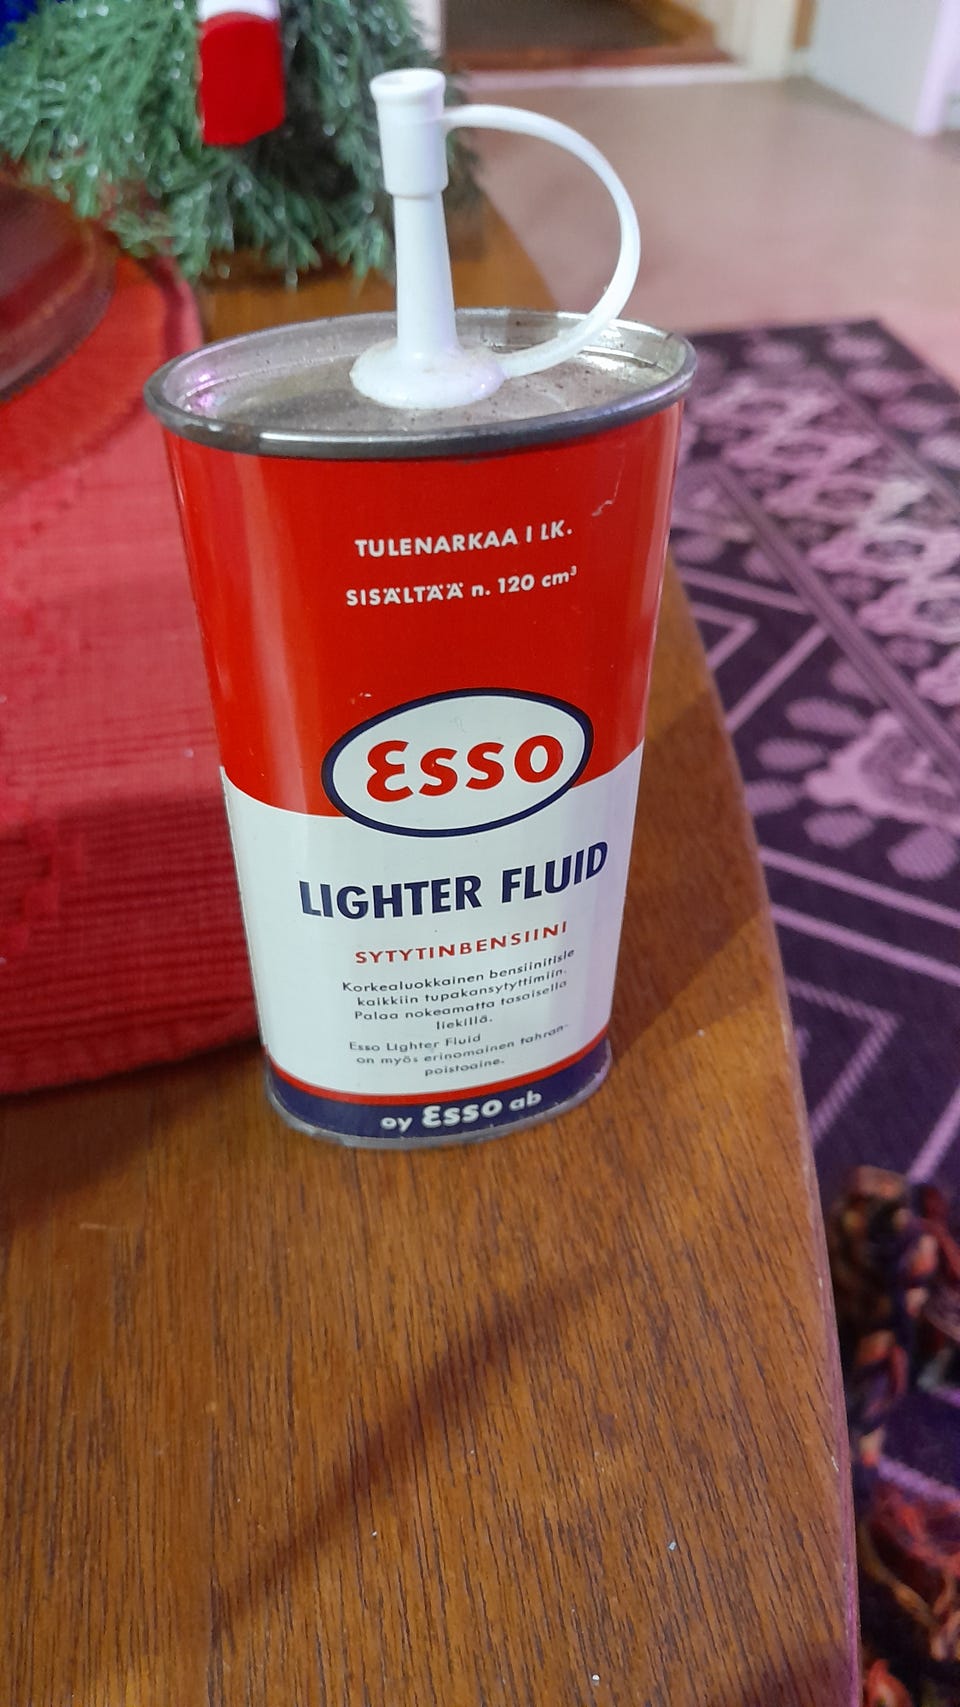 TULENARKAA I LK.
SISÄLTÄÄ n. 120 cm³
Esso
LIGHTER FLUID
SYTYTINBENSIINI
Korkealuokkainen bensiinitisle
kaikkiin tupakansytyttimiin.
Palaa nokeamatta tasaisella
liekillä.
Esso Lighter Fluid
on myös erinomainen tahran-
poistoaine.
oy Esso ab